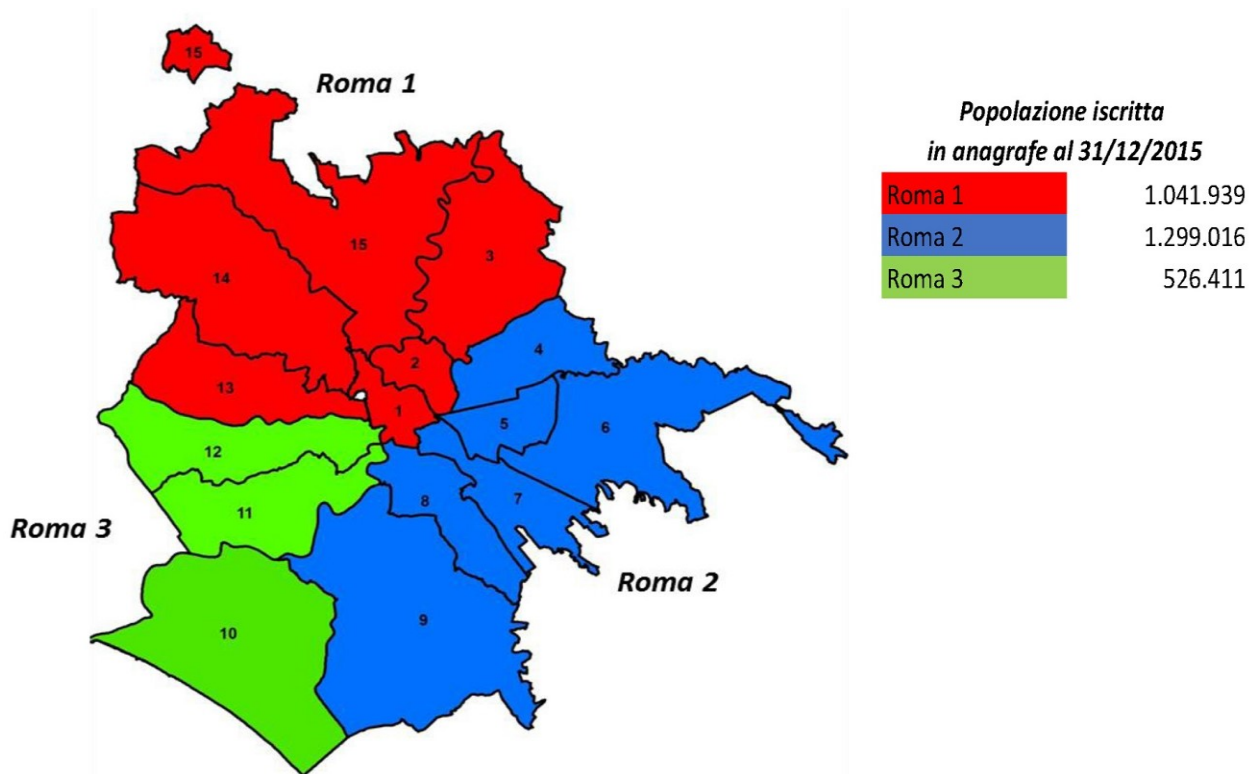 15
Roma 1
15
3
14
2
4
13
1
5
6
12
8
7
11
Roma 3
Roma 2
10
9
Popolazione iscritta
in anagrafe al 31/12/2015
Roma 1 1.041.939
Roma 2 1.299.016
Roma 3 526.411